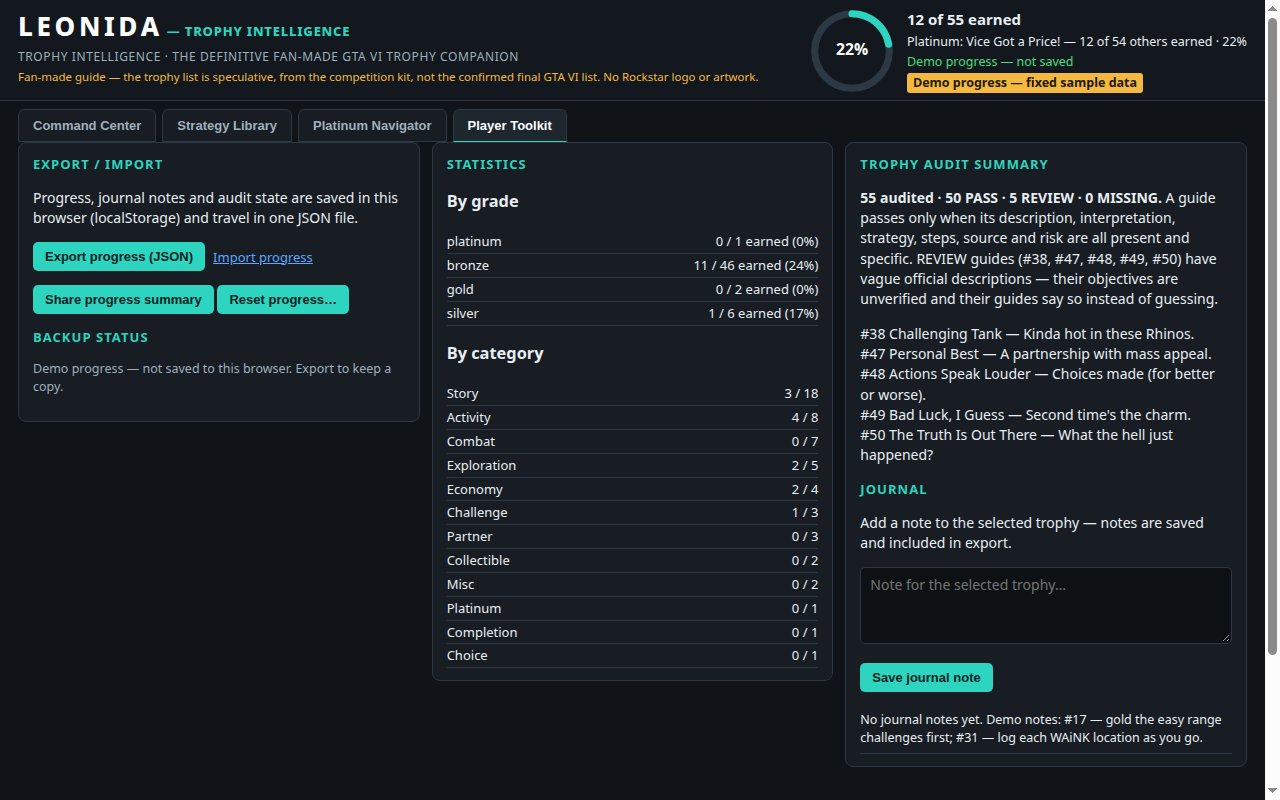 LEONIDA — TROPHY INTELLIGENCE
TROPHY INTELLIGENCE · THE DEFINITIVE FAN-MADE GTA VI TROPHY COMPANION
Fan-made guide — the trophy list is speculative, from the competition kit, not the confirmed final GTA VI list. No Rockstar logo or artwork.
22%
12 of 55 earned
Platinum: Vice Got a Price! — 12 of 54 others earned · 22%
Demo progress — not saved
Demo progress — fixed sample data
Command Center
Strategy Library
Platinum Navigator
Player Toolkit
EXPORT / IMPORT
Progress, journal notes and audit state are saved in this
browser (localStorage) and travel in one JSON file.
Export progress (JSON) Import progress
Share progress summary Reset progress…
BACKUP STATUS
Demo progress — not saved to this browser. Export to keep a
copy.
STATISTICS
By grade
platinum 0 / 1 earned (0%)
bronze 11 / 46 earned (24%)
gold 0 / 2 earned (0%)
silver 1 / 6 earned (17%)
By category
Story 3 / 18
Activity 4 / 8
Combat 0 / 7
Exploration 2 / 5
Economy 2 / 4
Challenge 1 / 3
Partner 0 / 3
Collectible 0 / 2
Misc 0 / 2
Platinum 0 / 1
Completion 0 / 1
Choice 0 / 1
TROPHY AUDIT SUMMARY
55 audited · 50 PASS · 5 REVIEW · 0 MISSING. A guide
passes only when its description, interpretation,
strategy, steps, source and risk are all present and
specific. REVIEW guides (#38, #47, #48, #49, #50) have
vague official descriptions — their objectives are
unverified and their guides say so instead of guessing.
#38 Challenging Tank — Kinda hot in these Rhinos.
#47 Personal Best — A partnership with mass appeal.
#48 Actions Speak Louder — Choices made (for better
or worse).
#49 Bad Luck, I Guess — Second time's the charm.
#50 The Truth Is Out There — What the hell just
happened?
JOURNAL
Add a note to the selected trophy — notes are saved
and included in export.
Note for the selected trophy…
Save journal note
No journal notes yet. Demo notes: #17 — gold the easy range
challenges first; #31 — log each WAiNK location as you go.